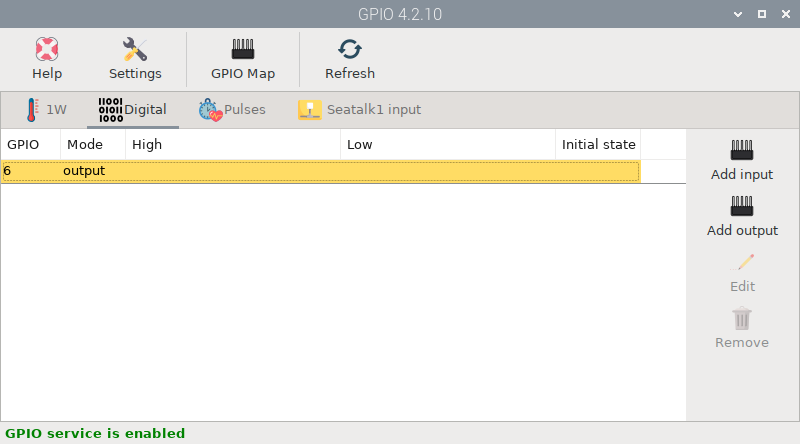 GPIO 4.2.10
Help Settings GPIO Map Refresh
1W Digital Pulses Seatalk1 input
GPIO Mode High Low Initial state
6 output
Add input
Add output
Edit
Remove
GPIO service is enabled